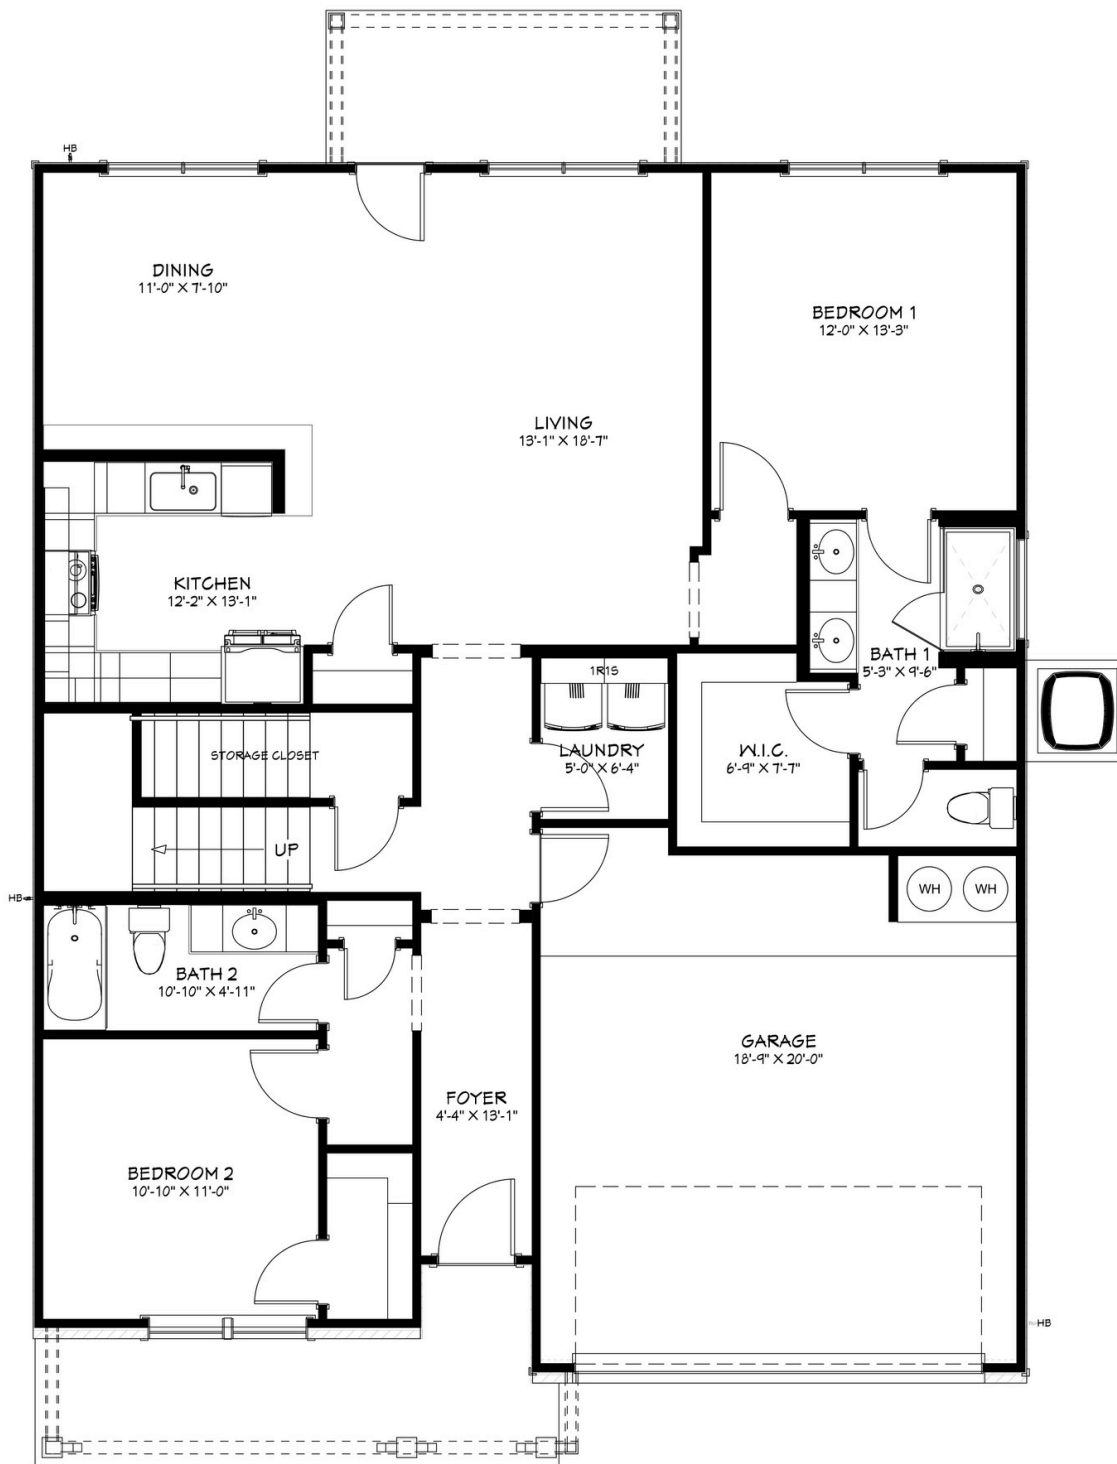 HB
DINING
11'-0" X 7'-10"
BEDROOM 1
12'-0" X 13'-3"
LIVING
13'-1" X 18'-7"
KITCHEN
12'-2" X 13'-1"
BATH 1
5'-3" X 9'-6"
1R1S
STORAGE CLOSET
LAUNDRY
5'-0" X 6'-4"
W.I.C.
6'-9" X 7'-7"
UP
HB
WH
WH
BATH 2
10'-10" X 4'-11"
GARAGE
18'-9" X 20'-0"
FOYER
4'-4" X 13'-1"
BEDROOM 2
10'-10" X 11'-0"
HB